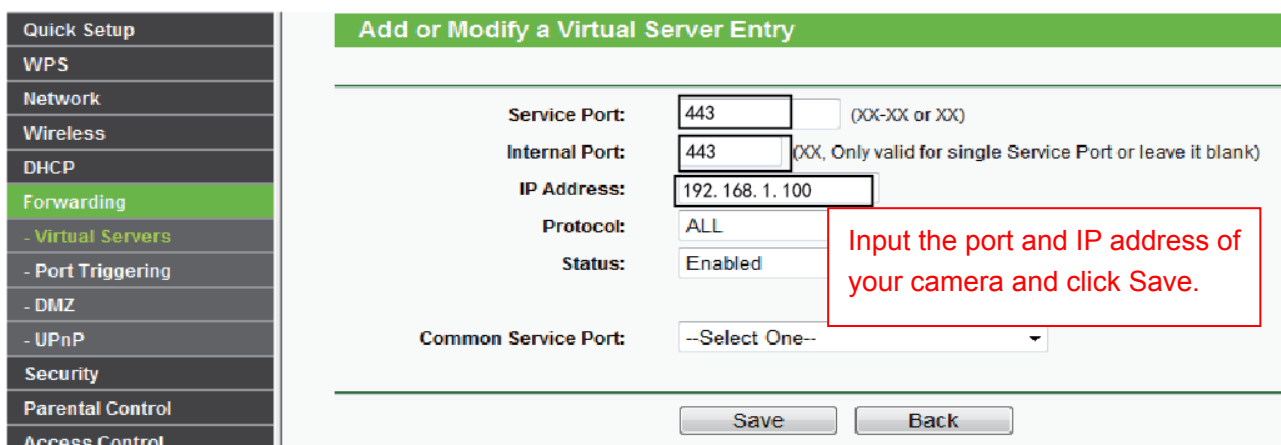 Quick Setup
WPS
Network
Wireless
DHCP
Forwarding
- Virtual Servers
- Port Triggering
- DMZ
- UPnP
Security
Parental Control
Access Control
Add or Modify a Virtual Server Entry
Service Port: 443 (XX-XX or XX)
Internal Port: 443 (XX, Only valid for single Service Port or leave it blank)
IP Address: 192. 168. 1. 100
Protocol: ALL
Status: Enabled
Input the port and IP address of
your camera and click Save.
Common Service Port: --Select One--
Save Back